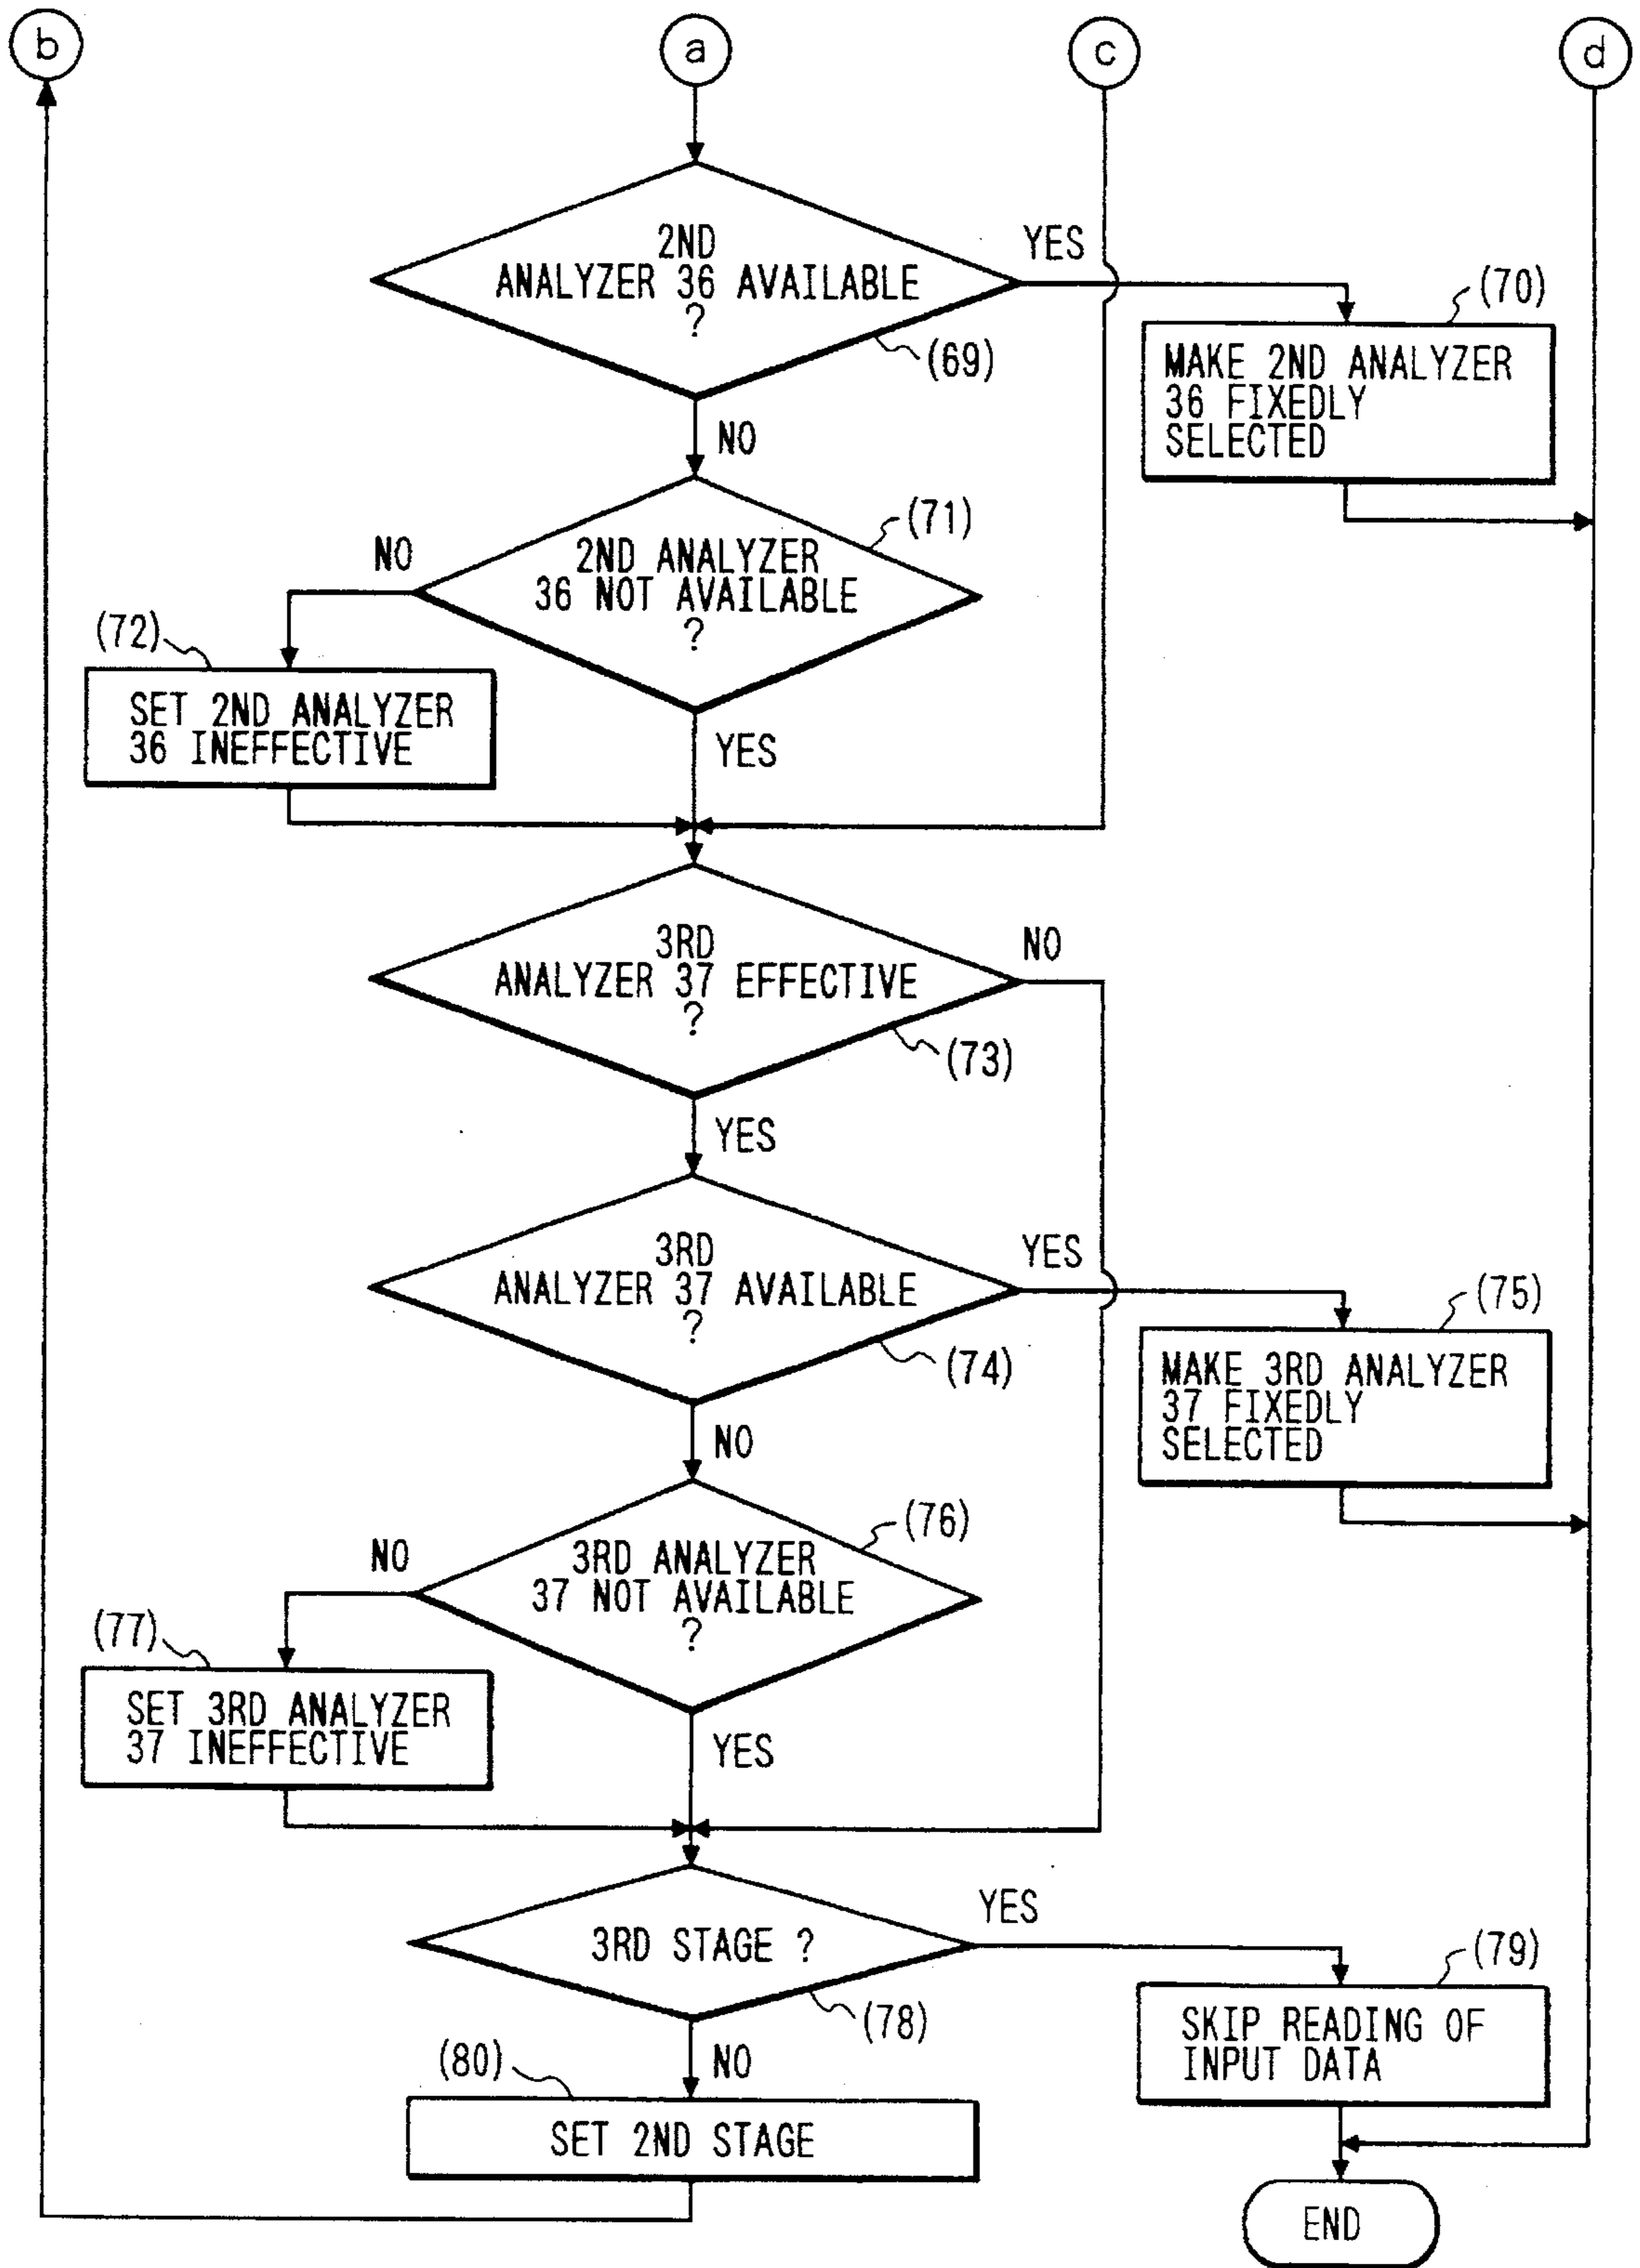 b
a
c
d
2ND
ANALYZER 36 AVAILABLE
?
YES
(69)
(70)
MAKE 2ND ANALYZER
36 FIXEDLY
SELECTED
NO
(71)
2ND ANALYZER
36 NOT AVAILABLE
?
NO
(72)
SET 2ND ANALYZER
36 INEFFECTIVE
YES
3RD
ANALYZER 37 EFFECTIVE
?
NO
(73)
YES
3RD
ANALYZER 37 AVAILABLE
?
YES
(74)
(75)
MAKE 3RD ANALYZER
37 FIXEDLY
SELECTED
NO
(76)
3RD ANALYZER
37 NOT AVAILABLE
?
NO
(77)
SET 3RD ANALYZER
37 INEFFECTIVE
YES
3RD STAGE ?
YES
(78)
(79)
SKIP READING OF
INPUT DATA
NO
(80)
SET 2ND STAGE
END